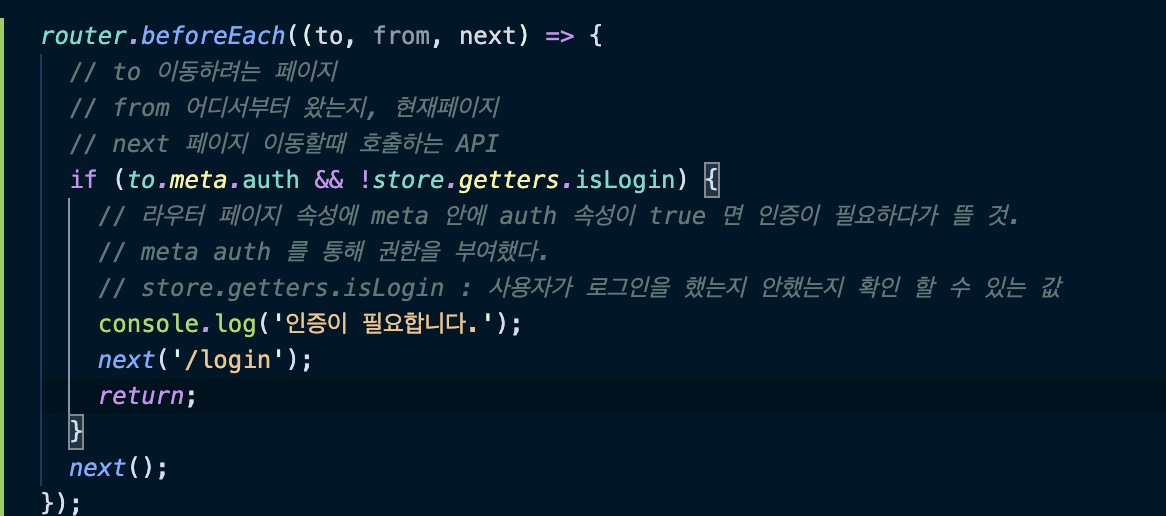 router.beforeEach((to, from, next) => {
// to 이동하려는 페이지
// from 어디서부터 왔는지, 현재페이지
// next 페이지 이동할때 호출하는 API
if (to.meta.auth && !store.getters.isLogin) {
// 라우터 페이지 속성에 meta 안에 auth 속성이 true 면 인증이 필요하다가 뜰 것.
// meta auth 를 통해 권한을 부여했다.
// store.getters.isLogin : 사용자가 로그인을 했는지 안했는지 확인 할 수 있는 값
console.log('인증이 필요합니다.');
next('/login');
return;
}
next();
});